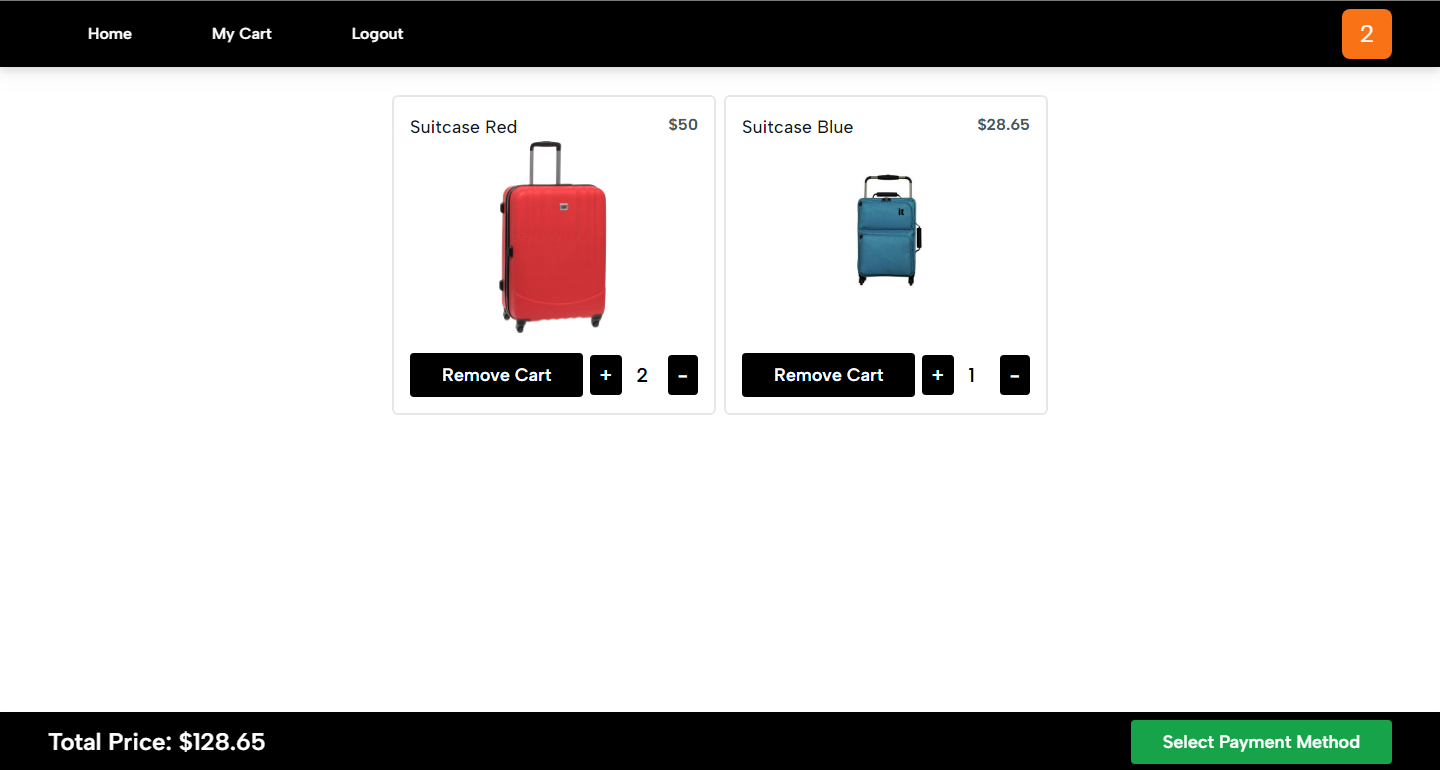 Home My Cart Logout 2
Suitcase Red $50
Remove Cart + 2 -
Suitcase Blue $28.65
it
Remove Cart + 1 -
Total Price: $128.65 Select Payment Method